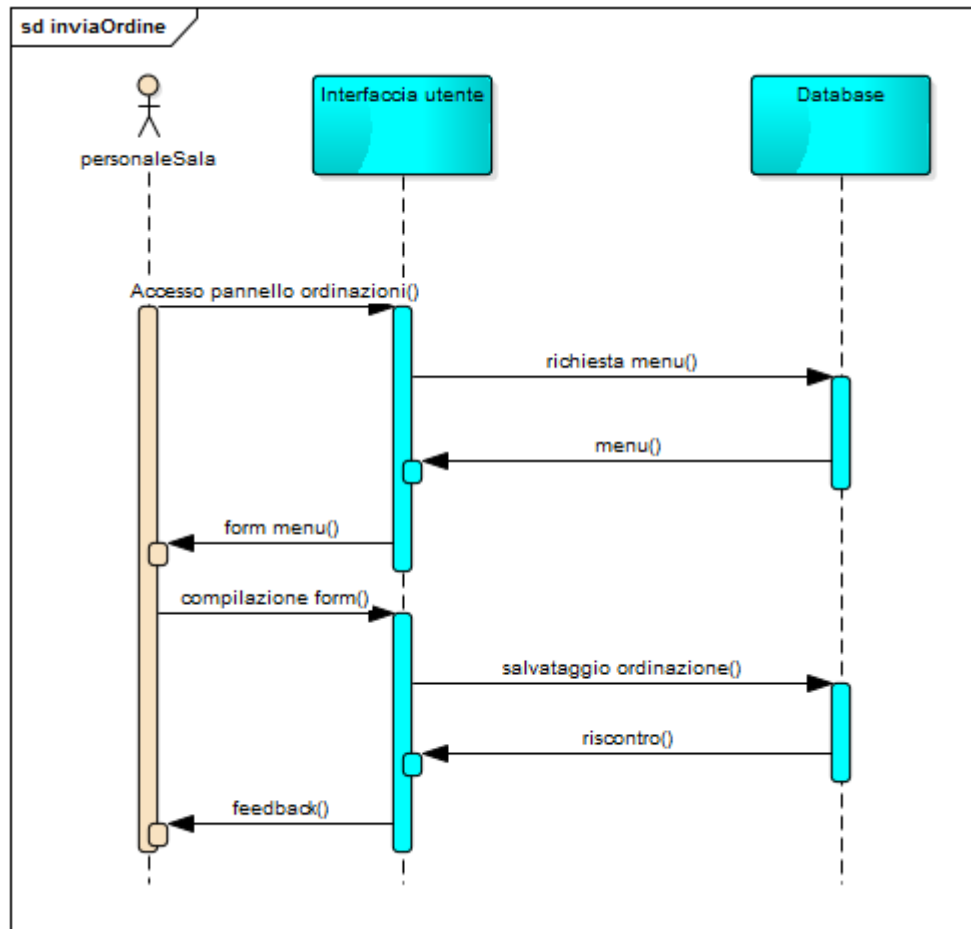 sd inviaOrdine
Interfaccia utente
Database
personaleSala
Accesso pannello ordinazioni()
richiesta menu()
menu()
form menu()
compilazione form()
salvataggio ordinazione()
riscontro()
feedback()